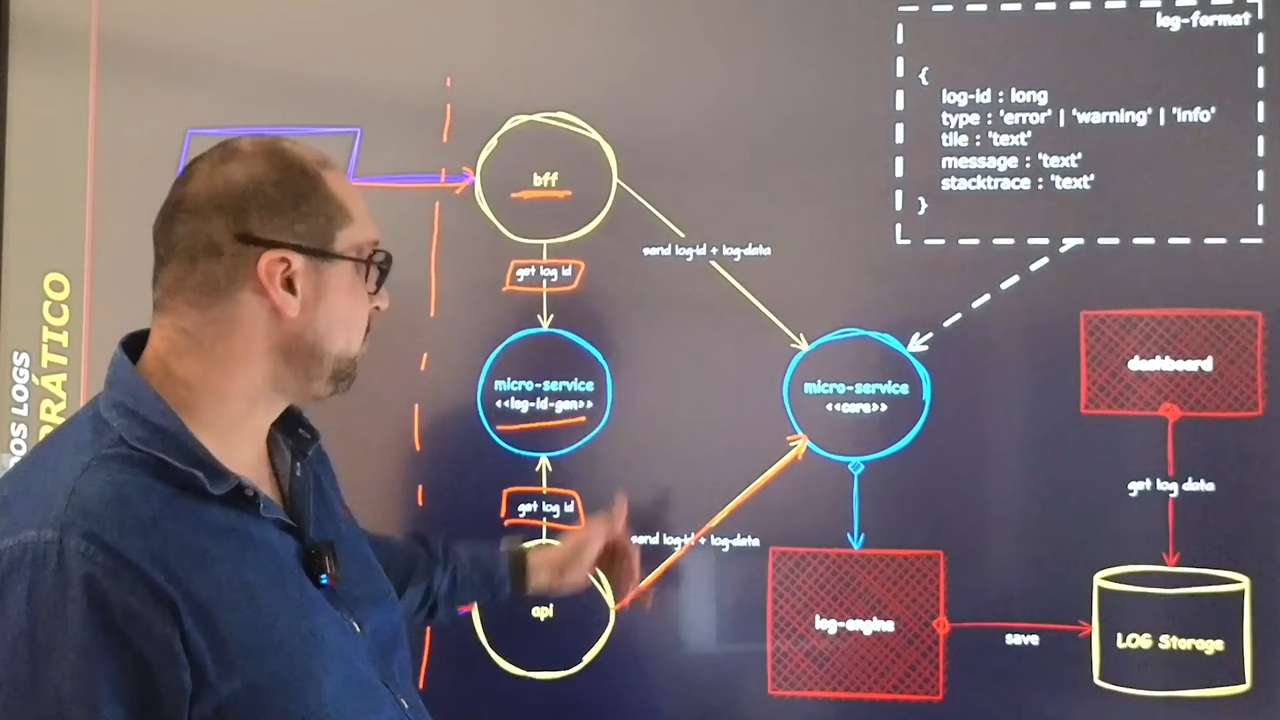 OS LOGS
log-format
{
log-id : long
type : 'error' | 'warning' | 'info'
tile : 'text'
message : 'text'
stacktrace : 'text'
}
bff
send log-id + log-data
get log id
micro-service
<<log-id-gen>>
micro-service
<<core>>
dashboard
get log data
get log id
send log-id + log-data
api
log-engine
save
LOG Storage